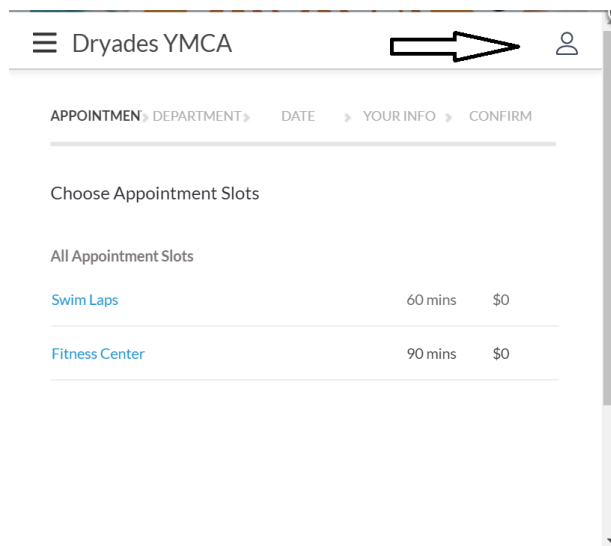 Dryades YMCA
APPOINTMEN DEPARTMENT DATE YOUR INFO CONFIRM
Choose Appointment Slots
All Appointment Slots
Swim Laps 60 mins $0
Fitness Center 90 mins $0